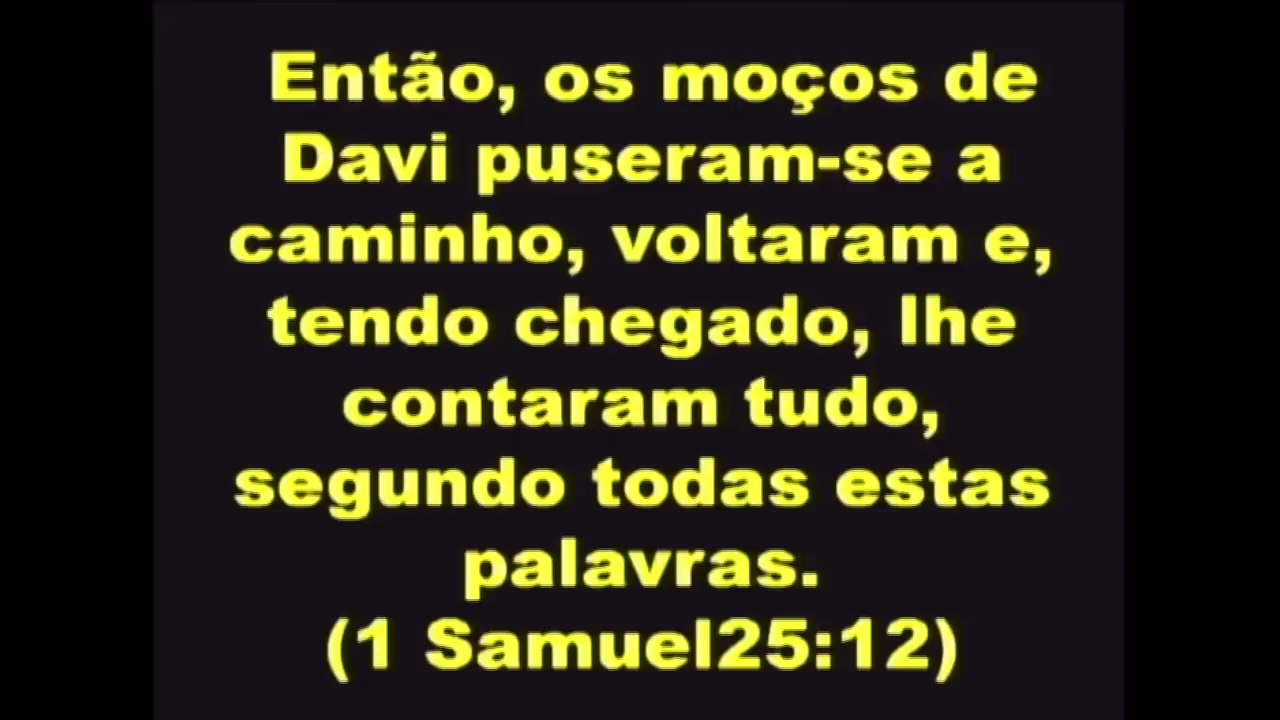 Então, os moços de
Davi puseram-se a
caminho, voltaram e,
tendo chegado, lhe
contaram tudo,
segundo todas estas
palavras.
(1 Samuel25:12)